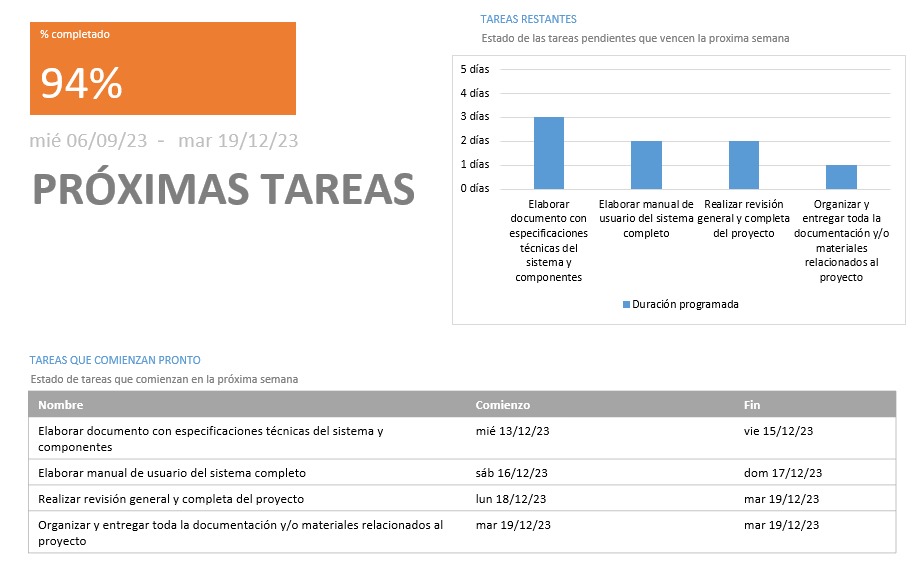 % completado
94%
mié 06/09/23 - mar 19/12/23
PRÓXIMAS TAREAS
TAREAS RESTANTES
Estado de las tareas pendientes que vencen la proxima semana
5 días
4 días
3 días
2 días
1 días
0 días
Elaborar
documento con
especificaciones
técnicas del
sistema y
componentes
Elaborar manual de
usuario del sistema
completo
Realizar revisión
general y completa
del proyecto
Organizar y
entregar toda la
documentación y/o
materiales
relacionados al
proyecto
Duración programada
TAREAS QUE COMIENZAN PRONTO
Estado de tareas que comienzan en la próxima semana
Nombre Comienzo Fin
Elaborar documento con especificaciones técnicas del sistema y
componentes mié 13/12/23 vie 15/12/23
Elaborar manual de usuario del sistema completo sáb 16/12/23 dom 17/12/23
Realizar revisión general y completa del proyecto lun 18/12/23 mar 19/12/23
Organizar y entregar toda la documentación y/o materiales relacionados al
proyecto mar 19/12/23 mar 19/12/23